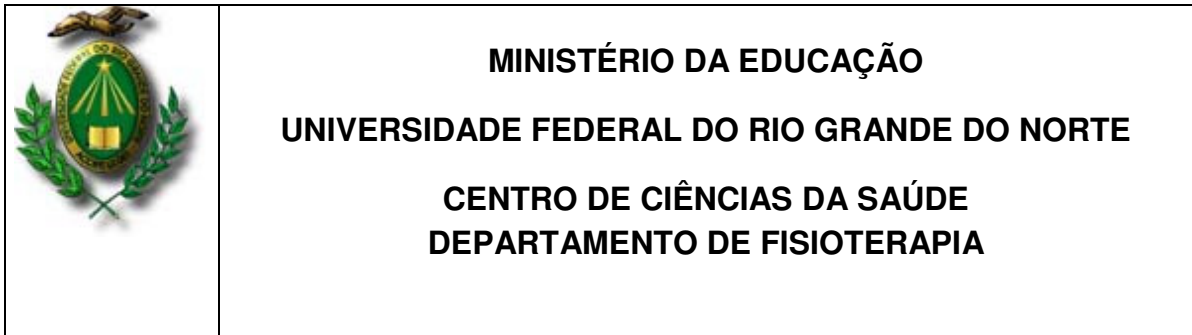 MINISTÉRIO DA EDUCAÇÃO
UNIVERSIDADE FEDERAL DO RIO GRANDE DO NORTE
CENTRO DE CIÊNCIAS DA SAÚDE
DEPARTAMENTO DE FISIOTERAPIA